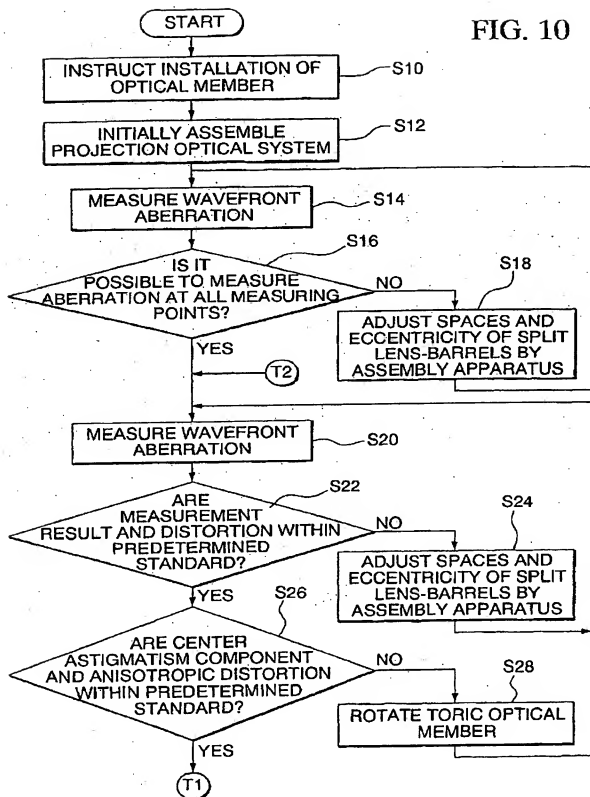 START
FIG. 10
INSTRUCT INSTALLATION OF
OPTICAL MEMBER
S10
INITIALLY ASSEMBLE
PROJECTION OPTICAL SYSTEM
S12
MEASURE WAVEFRONT
ABERRATION
S14
IS IT
POSSIBLE TO MEASURE
ABERRATION AT ALL MEASURING
POINTS?
S16
NO
YES
S18
ADJUST SPACES AND
ECCENTRICITY OF SPLIT
LENS-BARRELS BY
ASSEMBLY APPARATUS
T2
MEASURE WAVEFRONT
ABERRATION
S20
ARE
MEASUREMENT
RESULT AND DISTORTION WITHIN
PREDETERMINED
STANDARD?
S22
NO
YES
S24
ADJUST SPACES AND
ECCENTRICITY OF SPLIT
LENS-BARRELS BY
ASSEMBLY APPARATUS
S26
ARE CENTER
ASTIGMATISM COMPONENT
AND ANISOTROPIC DISTORTION
WITHIN PREDETERMINED
STANDARD?
NO
YES
S28
ROTATE TORIC OPTICAL
MEMBER
T1